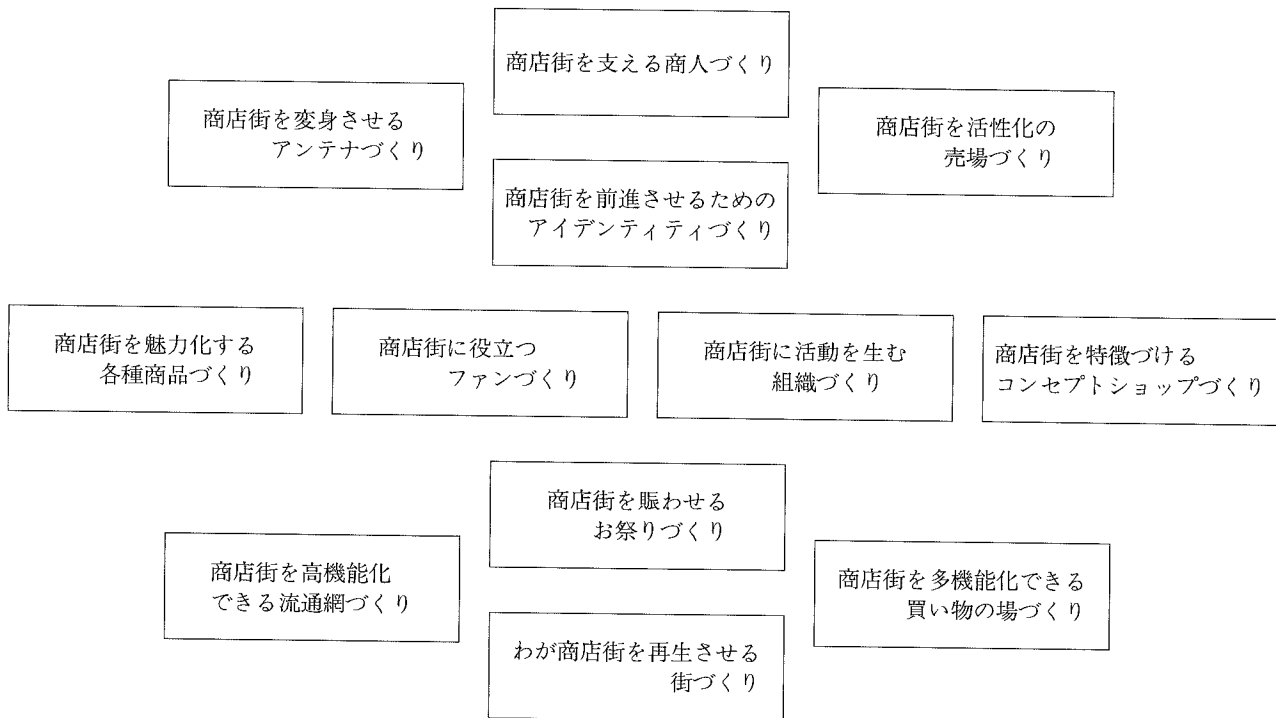 商店街を支える商人づくり
商店街を変身させる
アンテナづくり
商店街を活性化の
売場づくり
商店街を前進させるための
アイデンティティづくり
商店街を魅力化する
各種商品づくり
商店街に役立つ
ファンづくり
商店街に活動を生む
組織づくり
商店街を特徴づける
コンセプトショップづくり
商店街を賑わせる
お祭りづくり
商店街を高機能化
できる流通網づくり
商店街を多機能化できる
買い物の場づくり
わが商店街を再生させる
街づくり